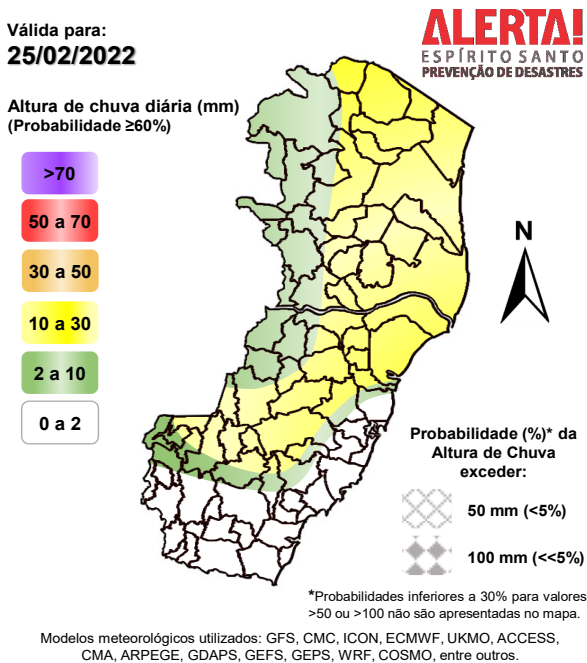 Válida para:
25/02/2022
ALERTA!
ESPÍRITO SANTO
PREVENÇÃO DE DESASTRES
Altura de chuva diária (mm)
(Probabilidade ≥60%)
>70
50 a 70
30 a 50
10 a 30
2 a 10
0 a 2
N
Probabilidade (%)* da
Altura de Chuva
exceder:
50 mm (<5%)
100 mm (<<5%)
*Probabilidades inferiores a 30% para valores
>50 ou >100 não são apresentadas no mapa.
Modelos meteorológicos utilizados: GFS, CMC, ICON, ECMWF, UKMO, ACCESS,
CMA, ARPEGE, GDAPS, GEFS, GEPS, WRF, COSMO, entre outros.